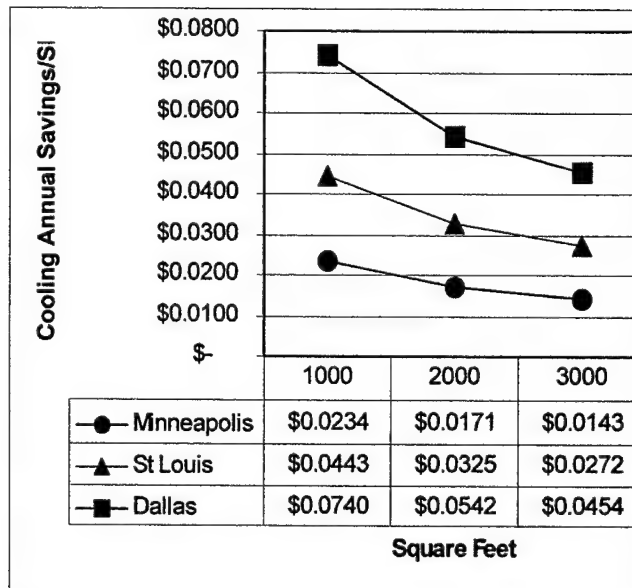 Cooling Annual Savings/S
$0.0800
$0.0700
$0.0600
$0.0500
$0.0400
$0.0300
$0.0200
$0.0100
$-
1000 2000 3000
Minneapolis $0.0234 $0.0171 $0.0143
St Louis $0.0443 $0.0325 $0.0272
Dallas $0.0740 $0.0542 $0.0454
Square Feet